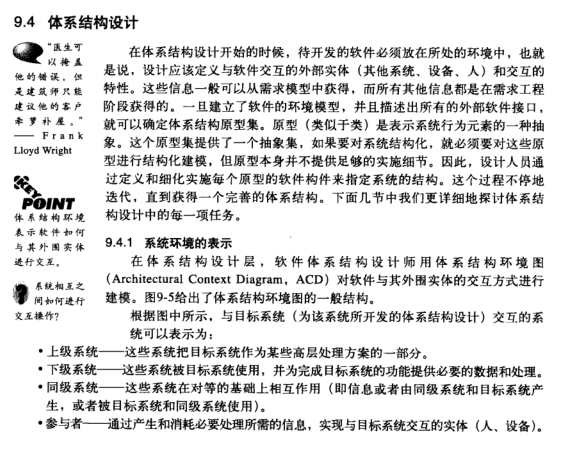 9.4 体系结构设计
“医生可
以掩盖
他的错误，但
是建筑师只能
建议他的客户
牵萝补屋。”
—— Frank
Lloyd Wright
在体系结构设计开始的时候，待开发的软件必须放在所处的环境中，也就
是说，设计应该定义与软件交互的外部实体（其他系统、设备、人）和交互的
特性。这些信息一般可以从需求模型中获得，而所有其他信息都是在需求工程
阶段获得的。一旦建立了软件的环境模型，并且描述出所有的外部软件接口，
就可以确定体系结构原型集。原型（类似于类）是表示系统行为元素的一种抽
象。这个原型集提供了一个抽象集，如果要对系统结构化，就必须要对这些原
型进行结构化建模，但原型本身并不提供足够的实施细节。因此，设计人员通
过定义和细化实施每个原型的软件构件来指定系统的结构。这个过程不停地
迭代，直到获得一个完善的体系结构。下面几节中我们更详细地探讨体系结
构设计中的每一项任务。
KEY
POINT
体系结构环境
表示软件如何
与其外围实体
进行交互。
9.4.1 系统环境的表示
在体系结构设计层，软件体系结构设计师用体系结构环境图
（Architectural Context Diagram，ACD）对软件与其外围实体的交互方式进行
建模。图9-5给出了体系结构环境图的一般结构。
系统相互之
间如何进行
交互操作？
根据图中所示，与目标系统（为该系统所开发的体系结构设计）交互的系
统可以表示为：
•上级系统——这些系统把目标系统作为某些高层处理方案的一部分。
•下级系统——这些系统被目标系统使用，并为完成目标系统的功能提供必要的数据和处理。
•同级系统——这些系统在对等的基础上相互作用（即信息或者由同级系统和目标系统产
生，或者被目标系统和同级系统使用）。
•参与者——通过产生和消耗必要处理所需的信息，实现与目标系统交互的实体（人、设备）。